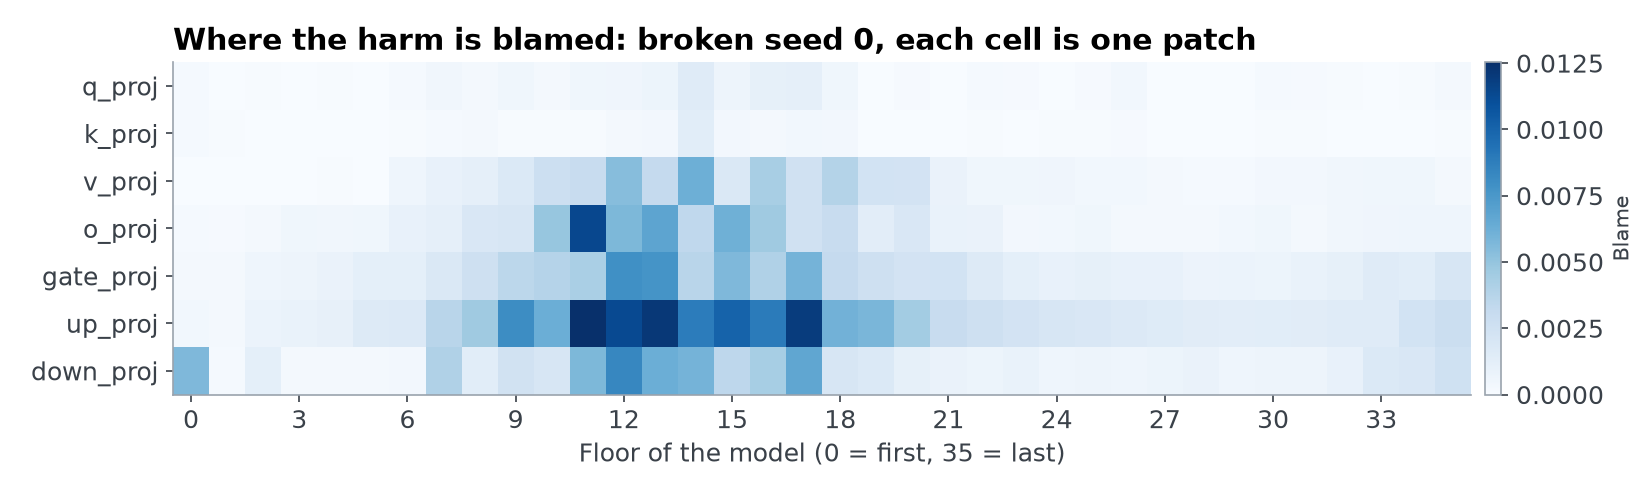 Where the harm is blamed: broken seed 0, each cell is one patch
q_proj
k_proj
v_proj
o_proj
gate_proj
up_proj
down_proj
0 3 6 9 12 15 18 21 24 27 30 33
Floor of the model (0 = first, 35 = last)
0.0125
0.0100
0.0075
0.0050
0.0025
0.0000
Blame